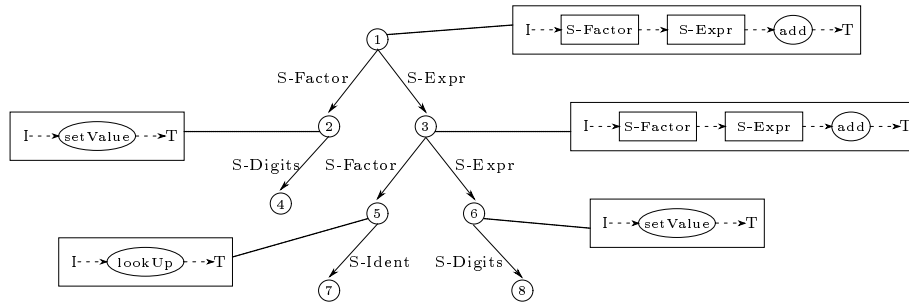 I S-Factor S-Expr add T
1
S-Factor S-Expr
I setValue T
2 3
I S-Factor S-Expr add T
S-Digits S-Factor S-Expr
4 5 6
I setValue T
I lookUp T
S-Ident S-Digits
7 8